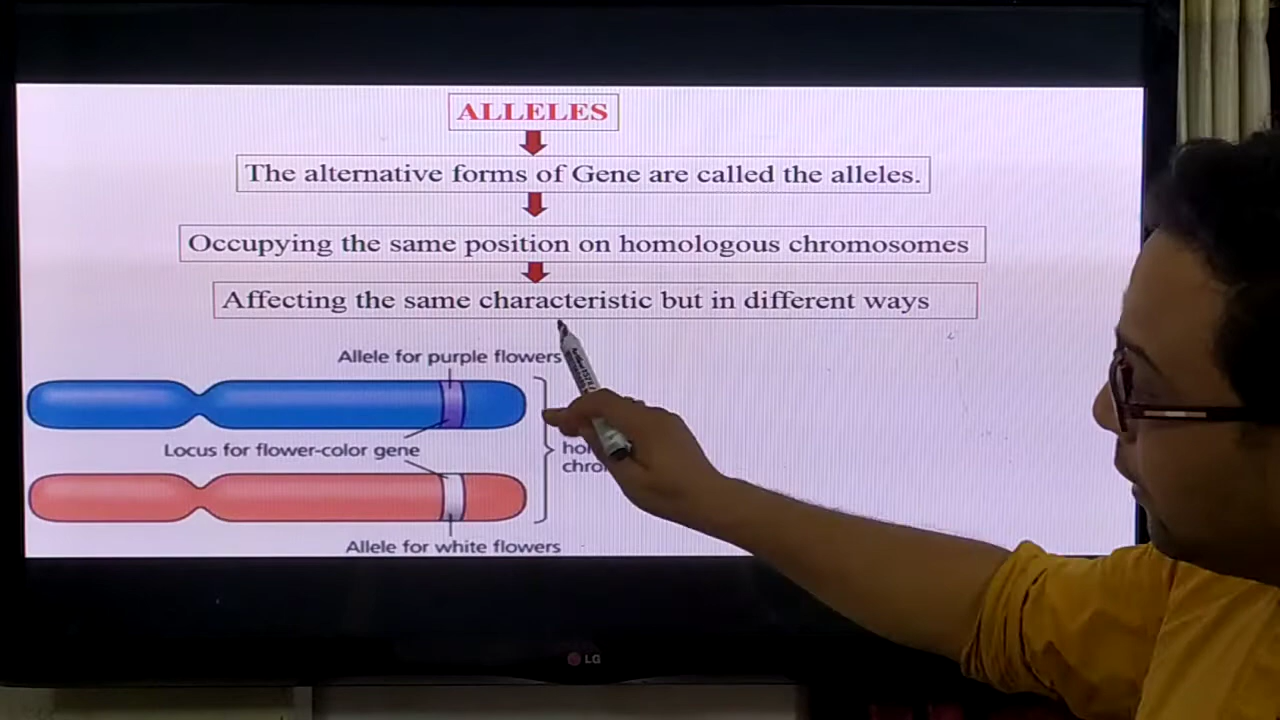 ALLELES
The alternative forms of Gene are called the alleles.
Occupying the same position on homologous chromosomes
Affecting the same characteristic but in different ways
Allele for purple flowers
Locus for flower-color gene
Allele for white flowers
LG